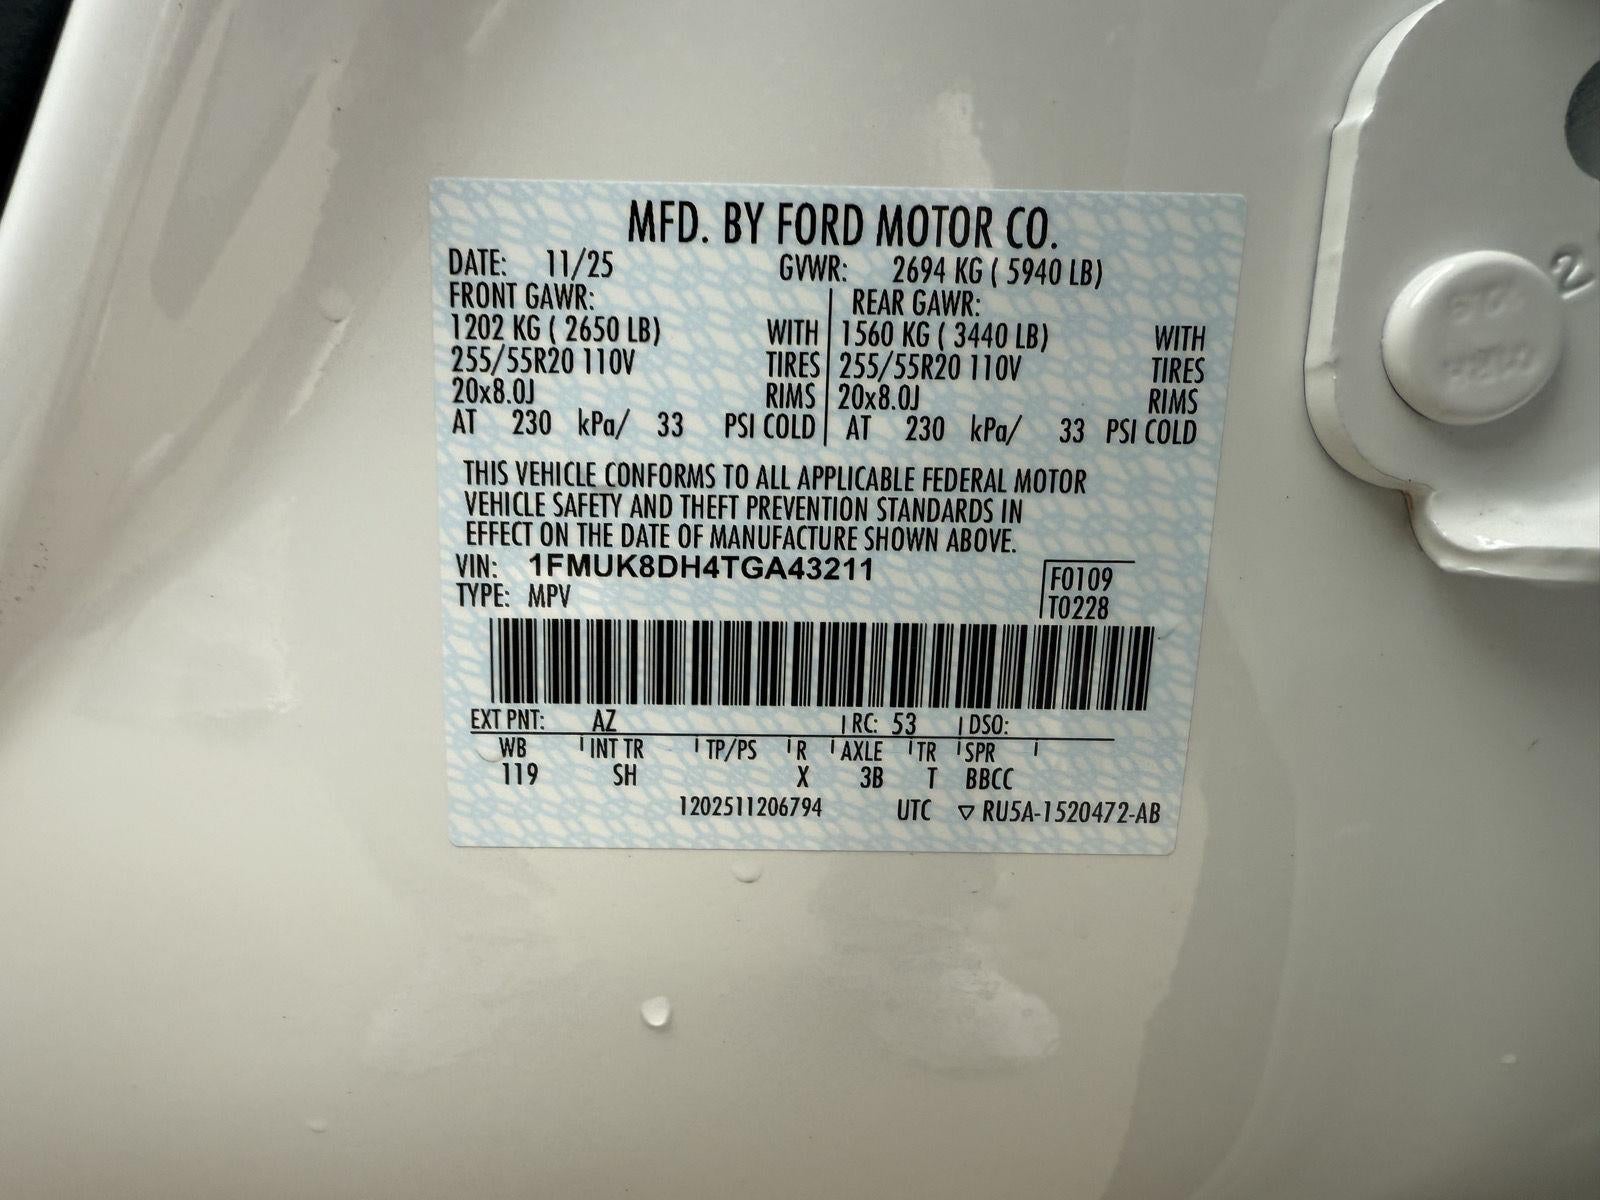 MFD. BY FORD MOTOR CO.
DATE: 11/25 GVWR: 2694 KG ( 5940 LB)
FRONT GAWR: REAR GAWR:
1202 KG ( 2650 LB) WITH 1560 KG ( 3440 LB) WITH
255/55R20 110V TIRES 255/55R20 110V TIRES
20x8.0J RIMS 20x8.0J RIMS
AT 230 kPa/ 33 PSI COLD AT 230 kPa/ 33 PSI COLD
THIS VEHICLE CONFORMS TO ALL APPLICABLE FEDERAL MOTOR
VEHICLE SAFETY AND THEFT PREVENTION STANDARDS IN
EFFECT ON THE DATE OF MANUFACTURE SHOWN ABOVE.
VIN: 1FMUK8DH4TGA43211
F0109
TYPE: MPV
T0228
EXT PNT: AZ RC: 53 DSO:
WB INT TR TP/PS R AXLE TR SPR
119 SH X 3B T BBCC
1202511206794 UTC ▽ RU5A-1520472-AB
2